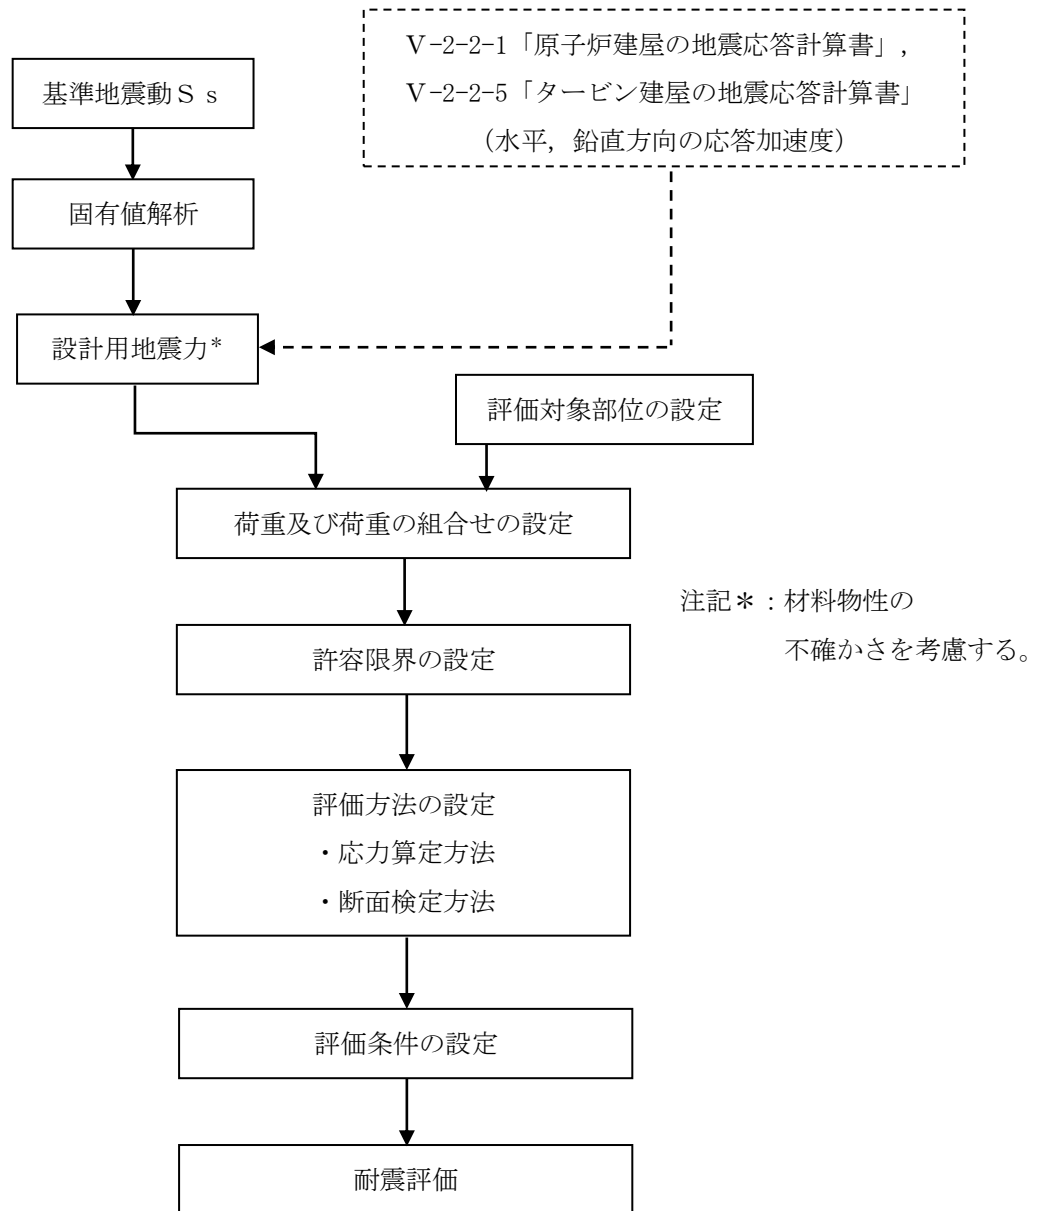 Ⅴ-2-2-1「原子炉建屋の地震応答計算書」,
Ⅴ-2-2-5「タービン建屋の地震応答計算書」
(水平,鉛直方向の応答加速度)
基準地震動Ss
固有値解析
設計用地震力*
評価対象部位の設定
荷重及び荷重の組合せの設定
注記*:材料物性の
不確かさを考慮する。
許容限界の設定
評価方法の設定
・応力算定方法
・断面検定方法
評価条件の設定
耐震評価